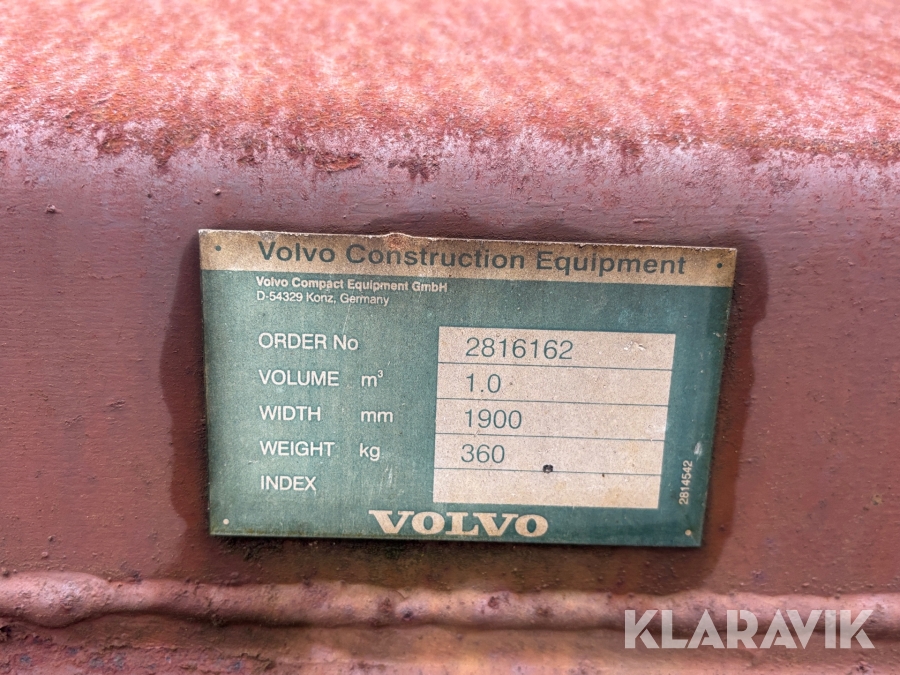 KLARAVIK
Volvo Construction Equipment
Volvo Compact Equipment GmbH
D-54329 Konz, Germany
ORDER No 2816162
VOLUME m³ 1.0
WIDTH mm 1900
WEIGHT kg 360
INDEX
2814542
VOLVO
KLARAVIK